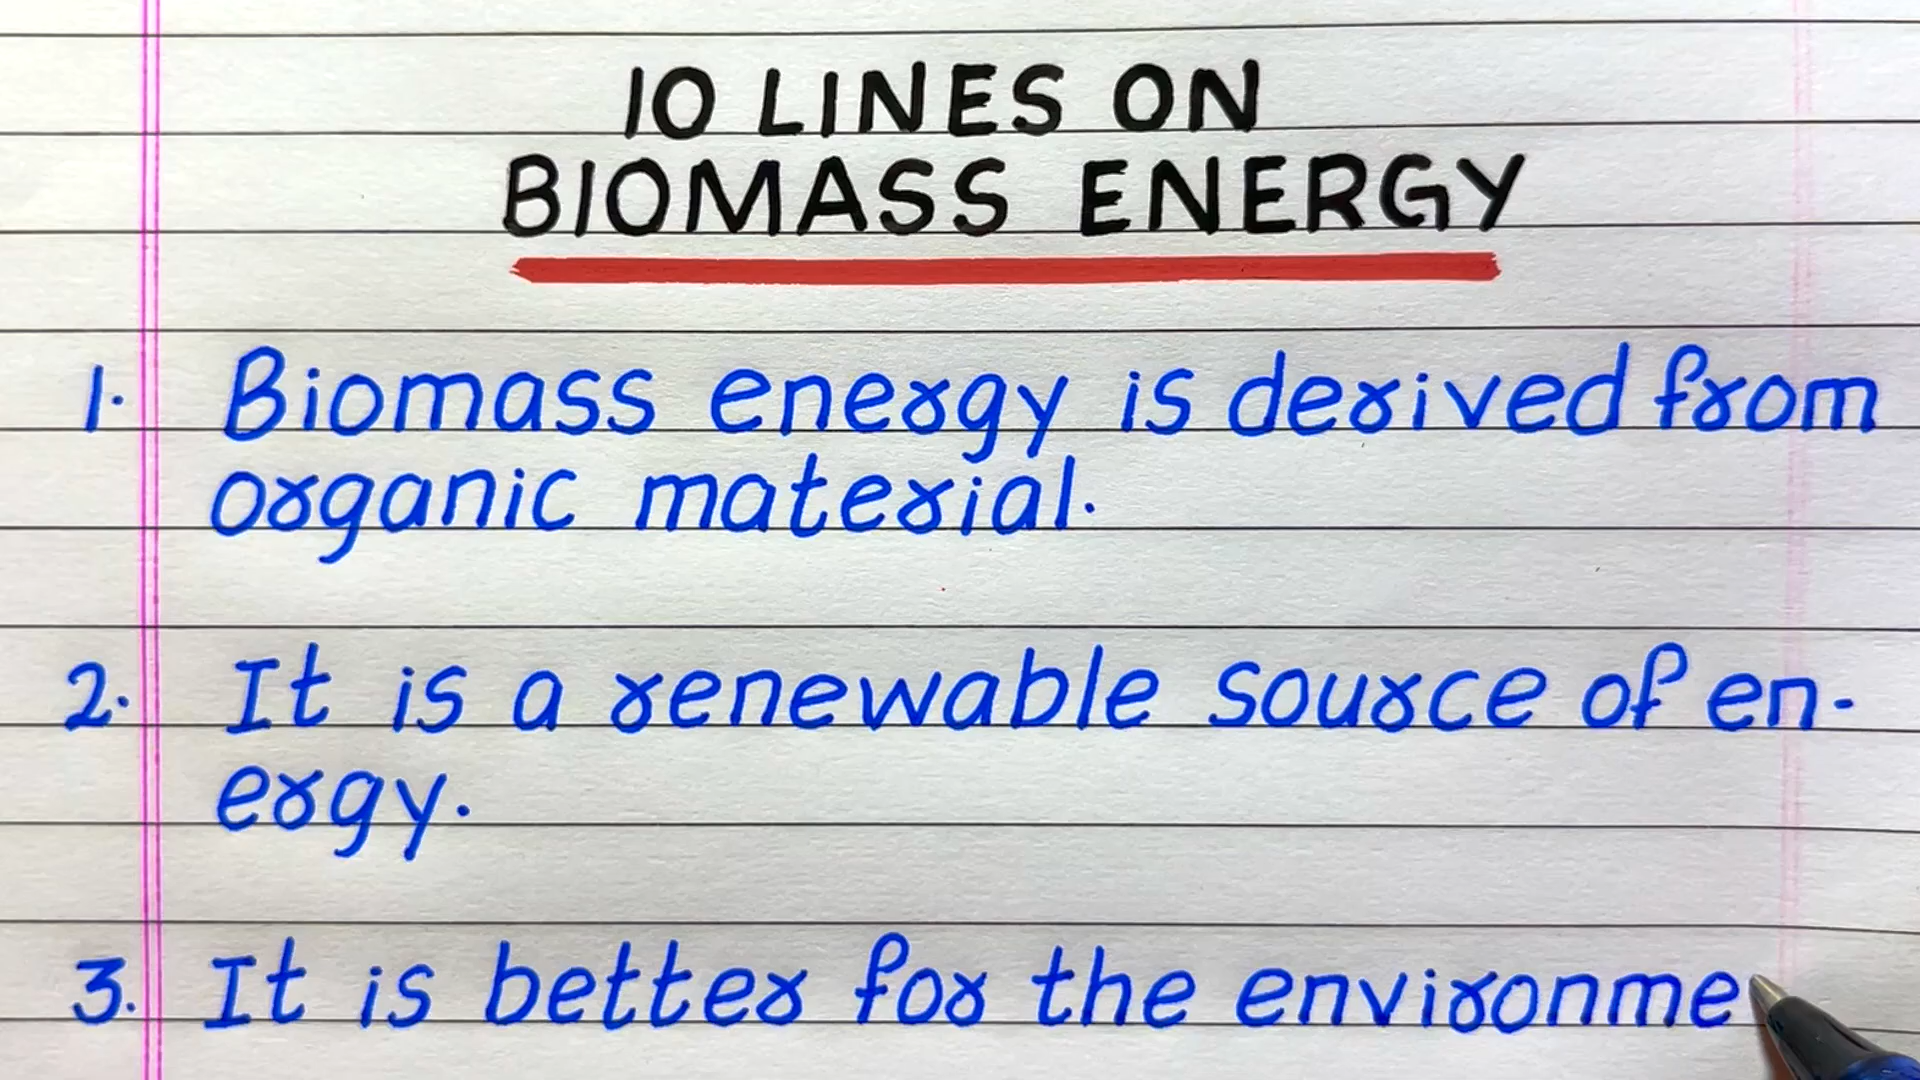 10 LINES ON
BIOMASS ENERGY
1. Biomass energy is derived from
organic material.
2. It is a renewable source of en-
ergy.
3. It is better for the environme